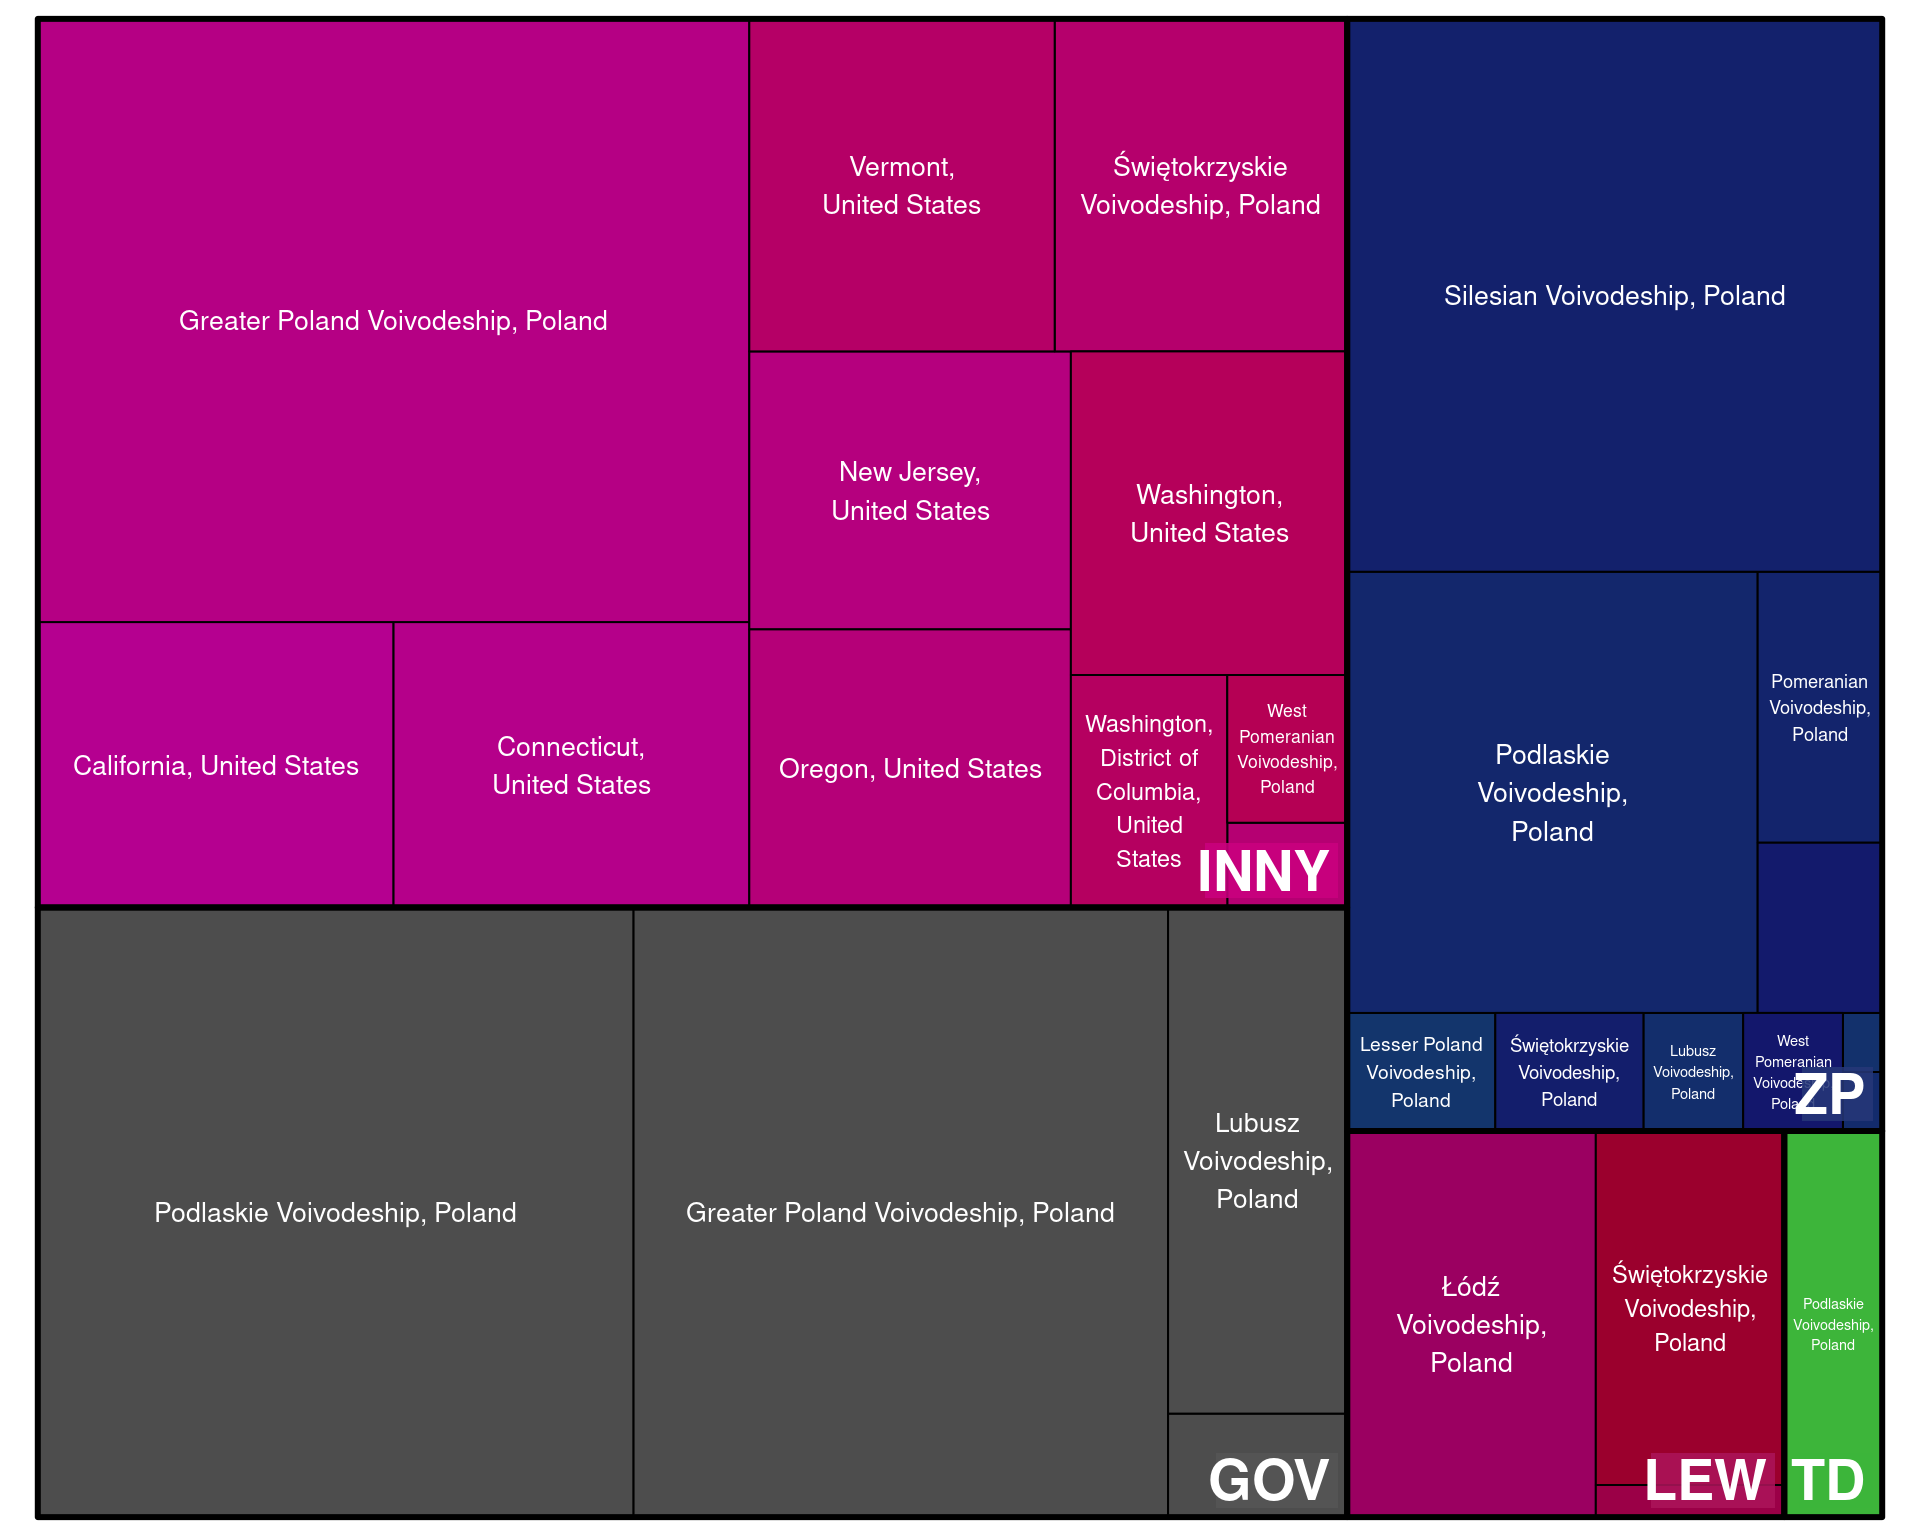 Greater Poland Voivodeship, Poland
Vermont,
United States
Świętokrzyskie
Voivodeship, Poland
New Jersey,
United States
Washington,
United States
California, United States
Connecticut,
United States
Oregon, United States
Washington,
District of
Columbia,
United
States
West
Pomeranian
Voivodeship,
Poland
INNY
Podlaskie Voivodeship, Poland
Greater Poland Voivodeship, Poland
Lubusz
Voivodeship,
Poland
GOV
Silesian Voivodeship, Poland
Podlaskie
Voivodeship,
Poland
Pomeranian
Voivodeship,
Poland
Lesser Poland
Voivodeship,
Poland
Świętokrzyskie
Voivodeship,
Poland
Lubusz
Voivodeship,
Poland
West
Pomeranian
Voivodeship,
Poland
ZP
Łódź
Voivodeship,
Poland
Świętokrzyskie
Voivodeship,
Poland
LEW
Podlaskie
Voivodeship,
Poland
TD